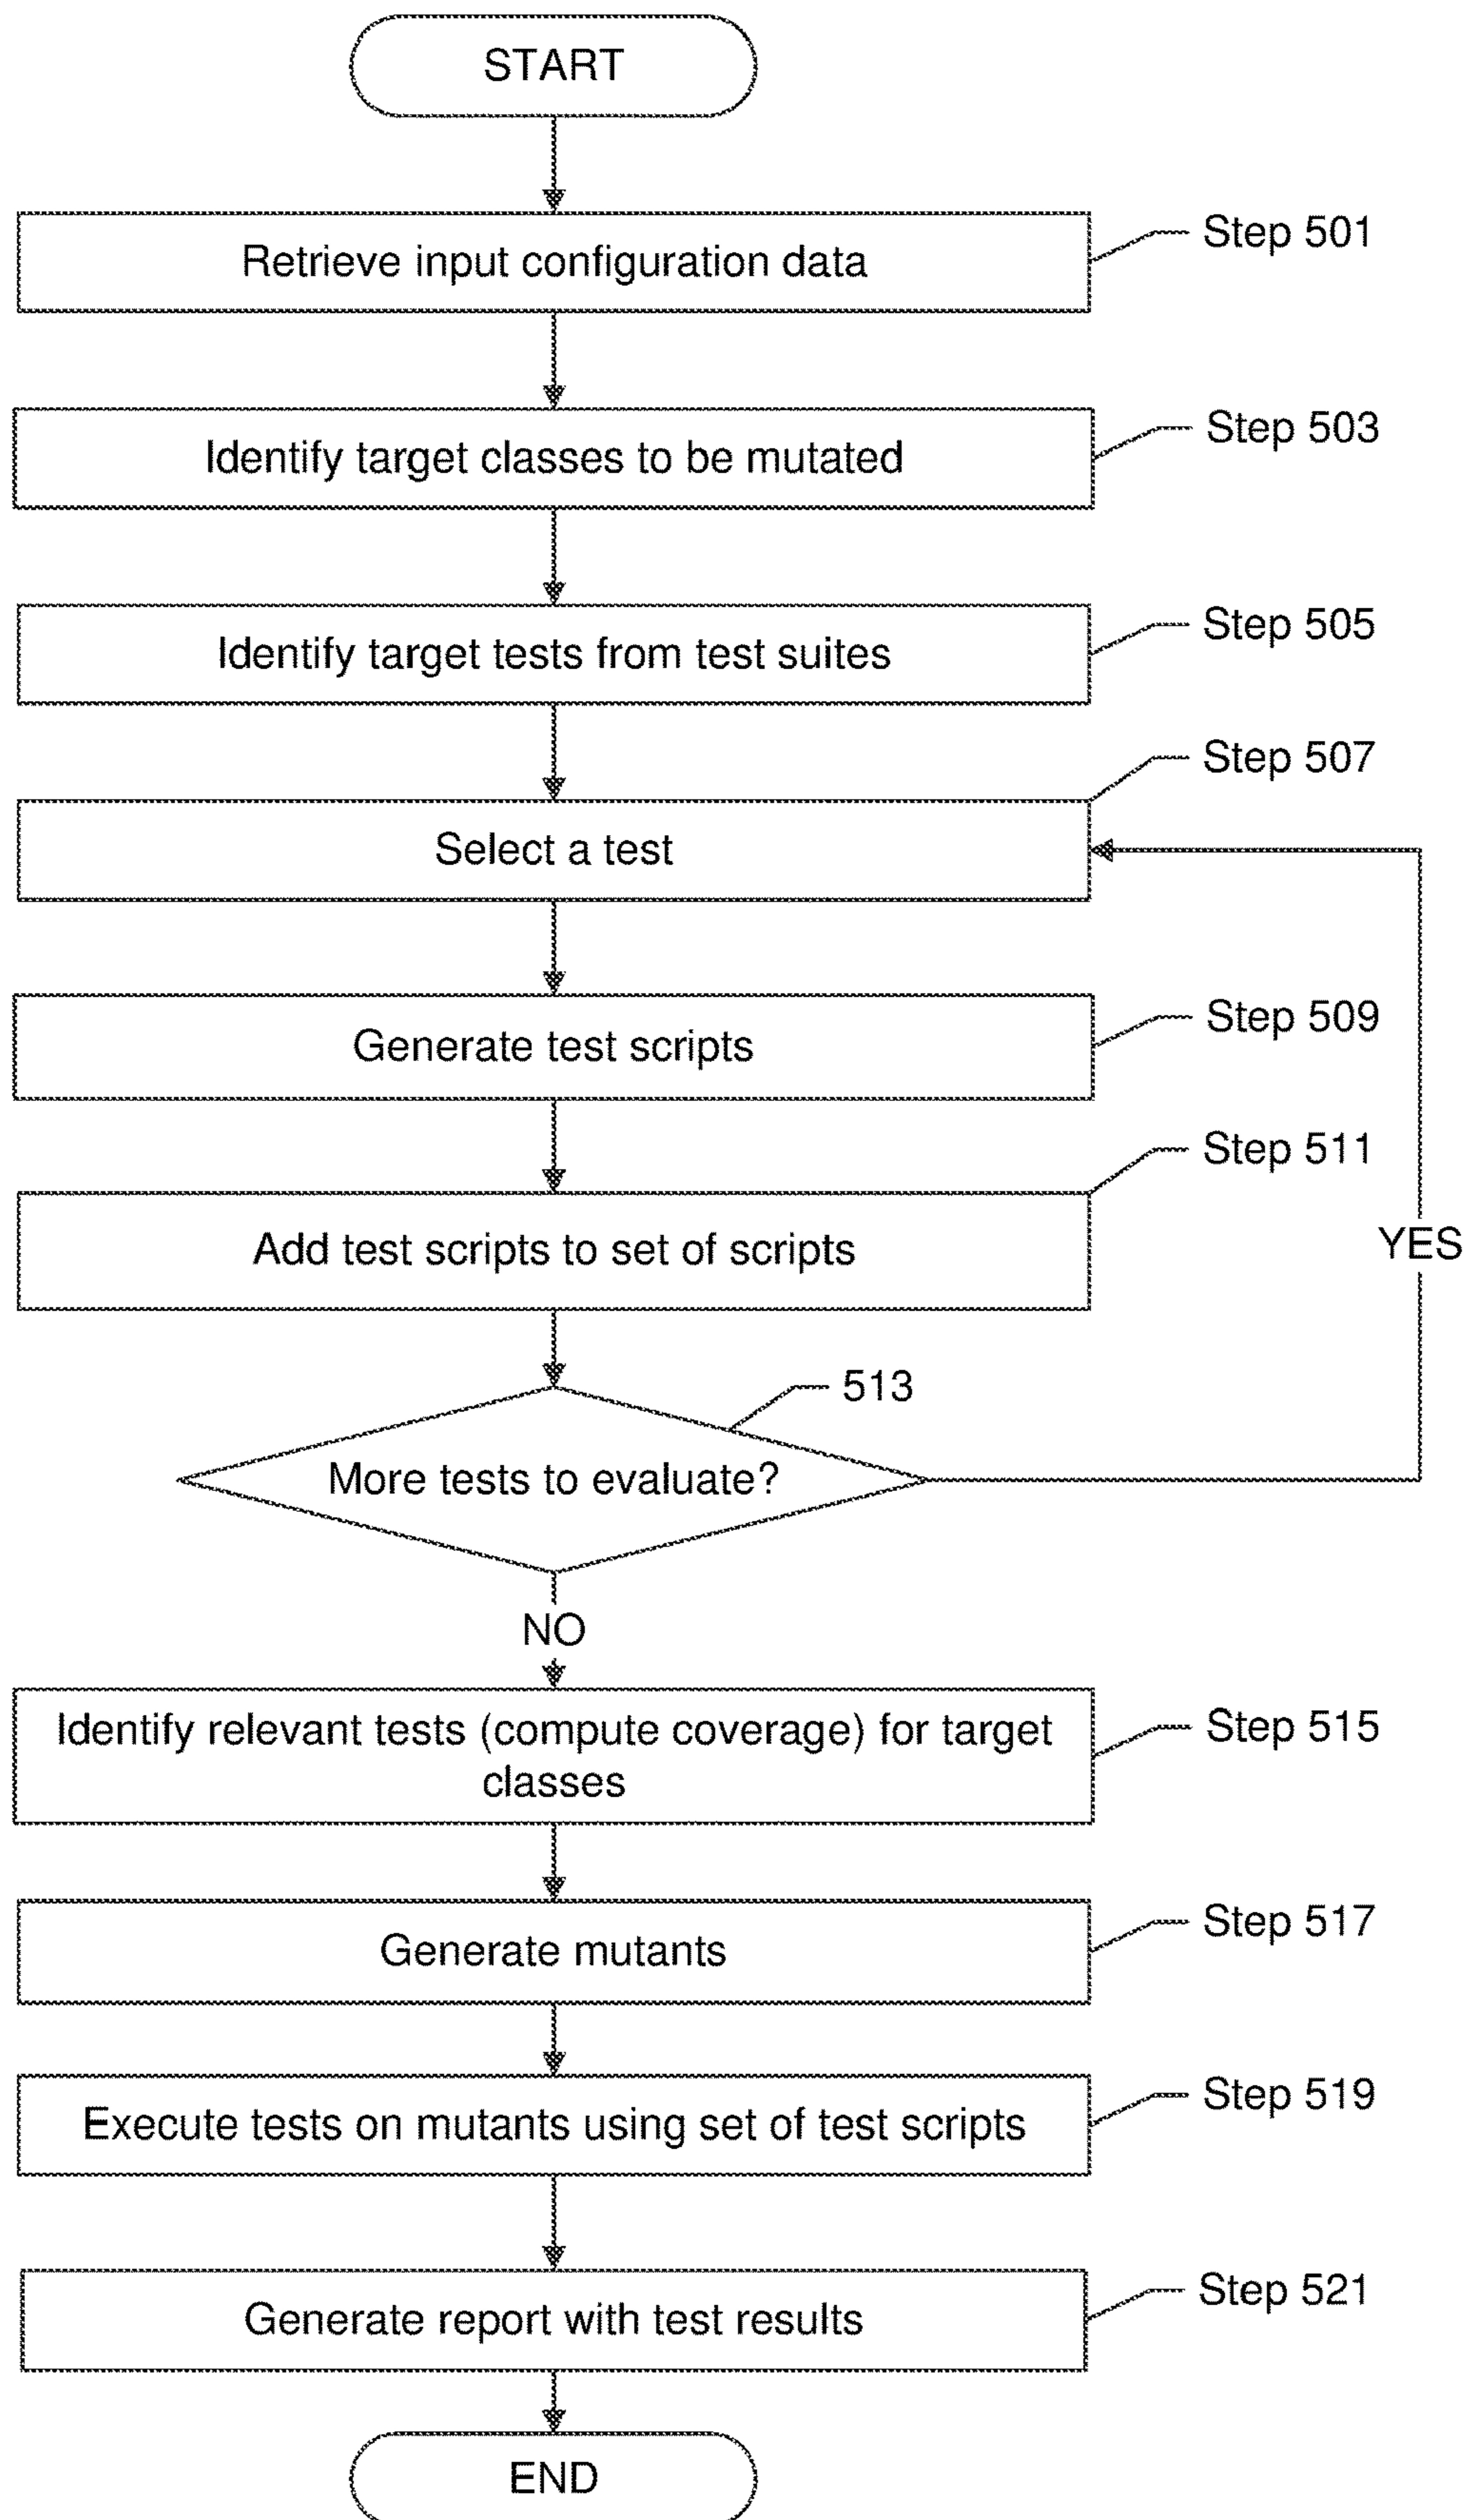 START
Retrieve input configuration data
Step 501
Identify target classes to be mutated
Step 503
Identify target tests from test suites
Step 505
Step 507
Select a test
Generate test scripts
Step 509
Step 511
Add test scripts to set of scripts
YES
513
More tests to evaluate?
NO
Identify relevant tests (compute coverage) for target
classes
Step 515
Generate mutants
Step 517
Execute tests on mutants using set of test scripts
Step 519
Generate report with test results
Step 521
END